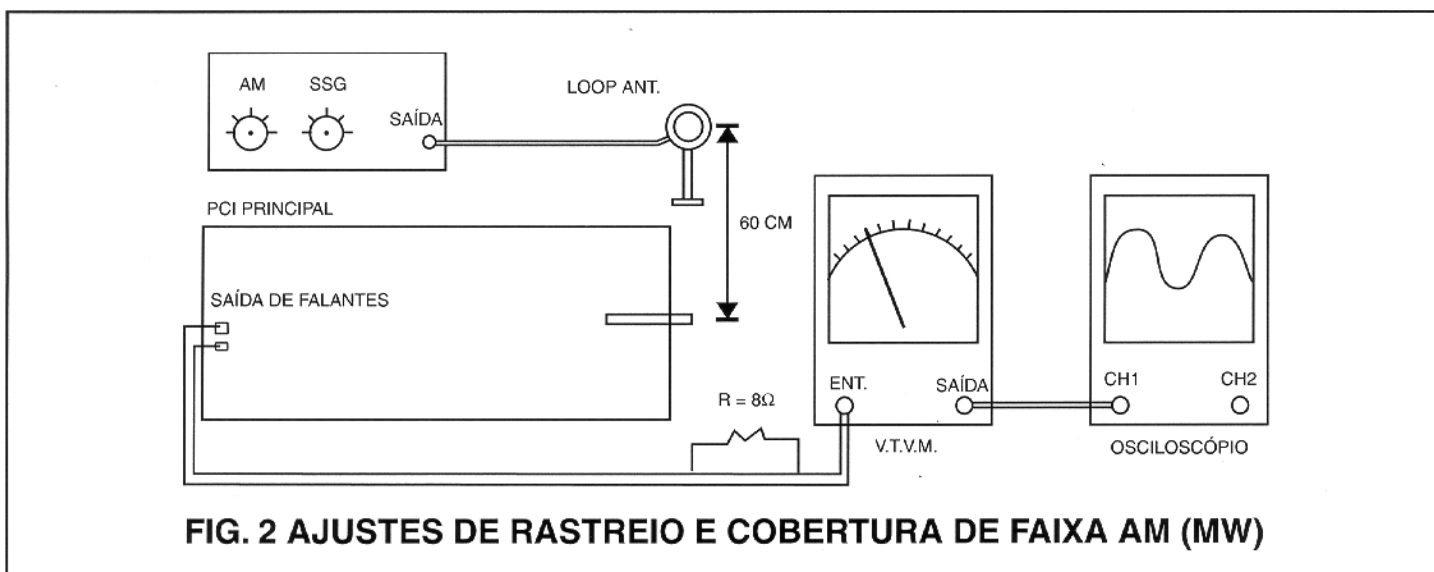 AM SSG
SAÍDA
LOOP ANT.
PCI PRINCIPAL
60 CM
SAÍDA DE FALANTES
R = 8Ω
ENT. SAÍDA
V.T.V.M.
CH1 CH2
OSCILOSCÓPIO
FIG. 2 AJUSTES DE RASTREIO E COBERTURA DE FAIXA AM (MW)